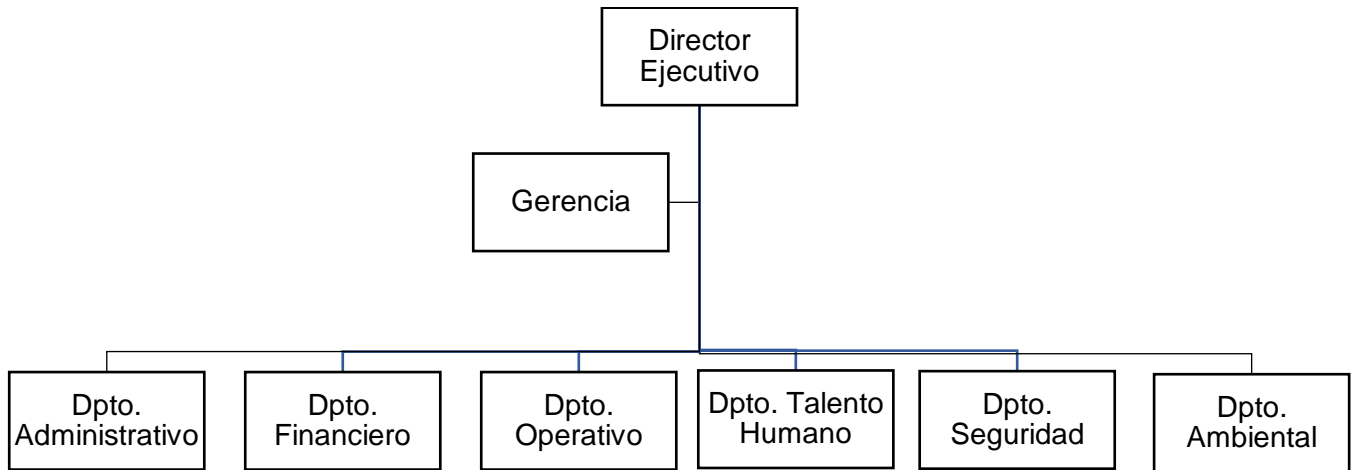 Director
Ejecutivo
Gerencia
Dpto.
Administrativo
Dpto.
Financiero
Dpto.
Operativo
Dpto. Talento
Humano
Dpto.
Seguridad
Dpto.
Ambiental